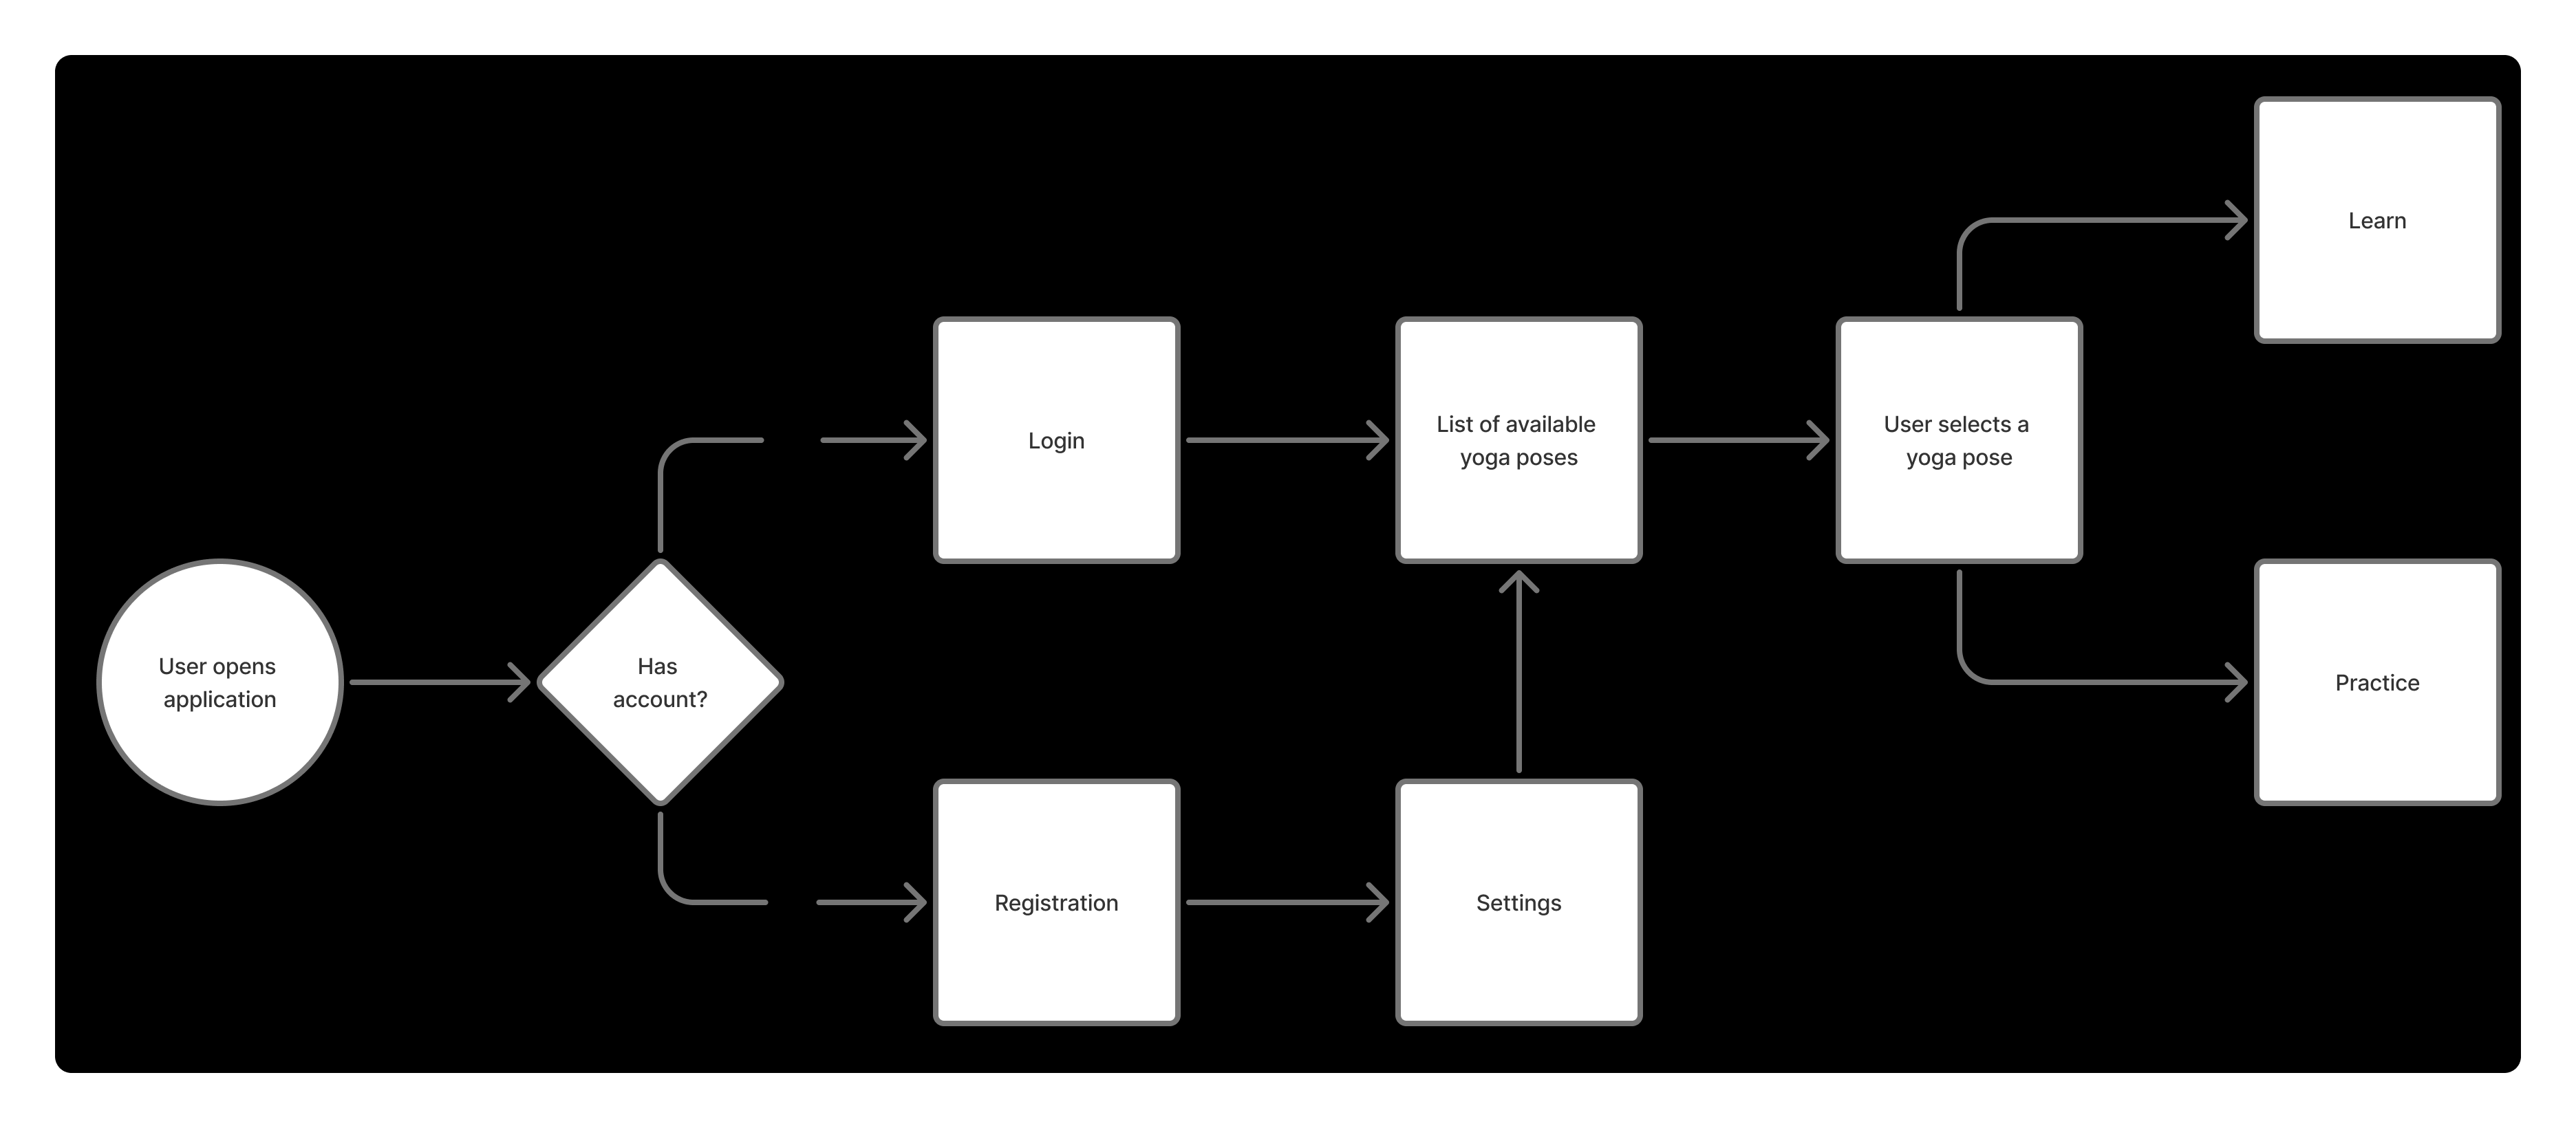 User opens
application
Has
account?
Login
Registration
List of available
yoga poses
Settings
User selects a
yoga pose
Learn
Practice